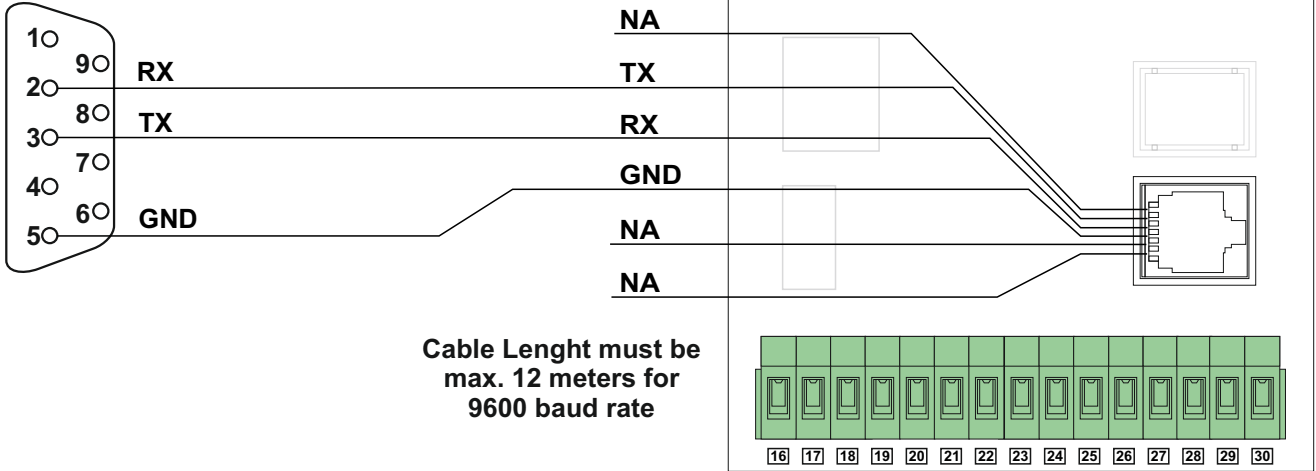 NA
1
9
RX
TX
2
8
TX
RX
3
7
GND
4
6
GND
5
NA
NA
Cable Lenght must be
max. 12 meters for
9600 baud rate
16 17 18 19 20 21 22 23 24 25 26 27 28 29 30